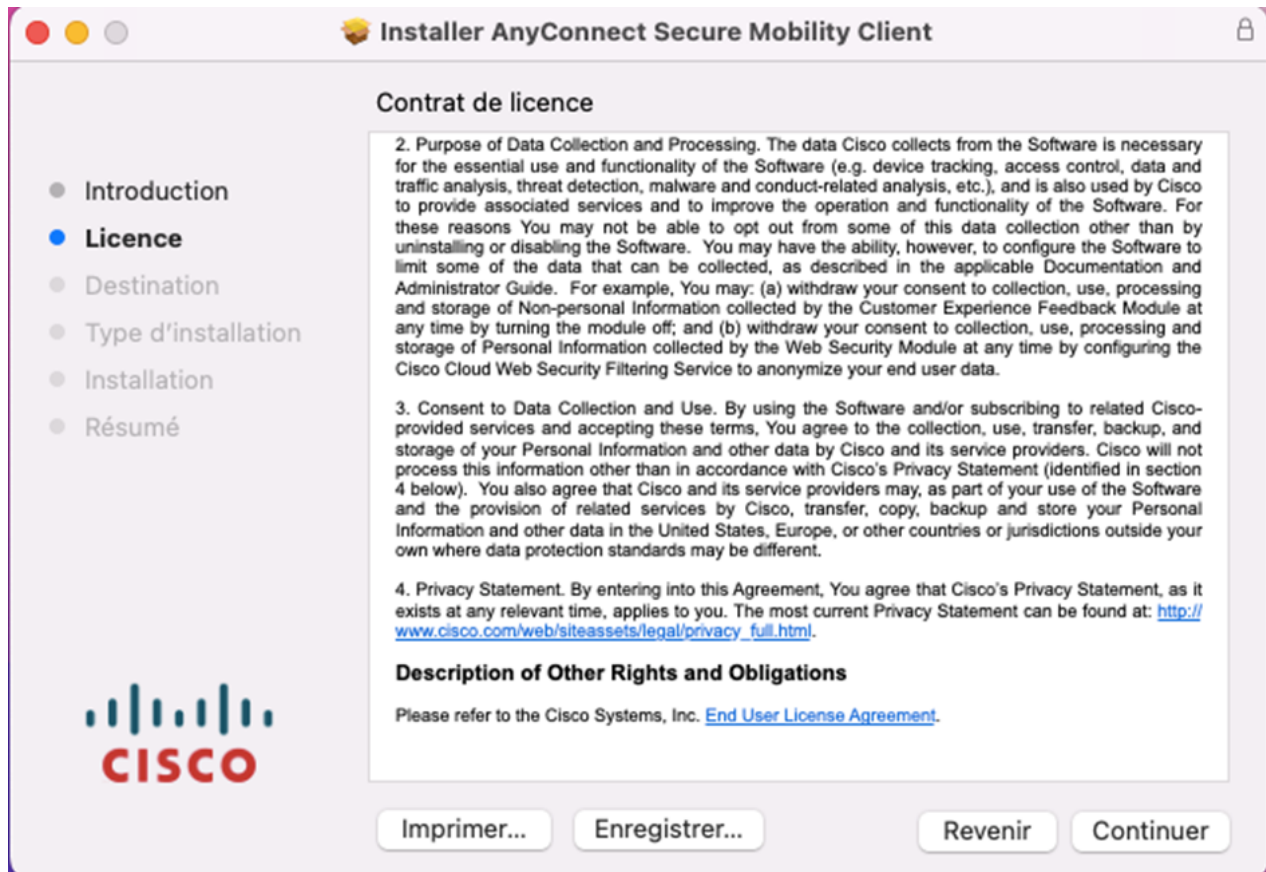 Installer AnyConnect Secure Mobility Client
Contrat de licence
Introduction
Licence
Destination
Type d'installation
Installation
Résumé
2. Purpose of Data Collection and Processing. The data Cisco collects from the Software is necessary
for the essential use and functionality of the Software (e.g. device tracking, access control, data and
traffic analysis, threat detection, malware and conduct-related analysis, etc.), and is also used by Cisco
to provide associated services and to improve the operation and functionality of the Software. For
these reasons You may not be able to opt out from some of this data collection other than by
uninstalling or disabling the Software. You may have the ability, however, to configure the Software to
limit some of the data that can be collected, as described in the applicable Documentation and
Administrator Guide. For example, You may: (a) withdraw your consent to collection, use, processing
and storage of Non-personal Information collected by the Customer Experience Feedback Module at
any time by turning the module off; and (b) withdraw your consent to collection, use, processing and
storage of Personal Information collected by the Web Security Module at any time by configuring the
Cisco Cloud Web Security Filtering Service to anonymize your end user data.
3. Consent to Data Collection and Use. By using the Software and/or subscribing to related Cisco-
provided services and accepting these terms, You agree to the collection, use, transfer, backup, and
storage of your Personal Information and other data by Cisco and its service providers. Cisco will not
process this information other than in accordance with Cisco's Privacy Statement (identified in section
4 below). You also agree that Cisco and its service providers may, as part of your use of the Software
and the provision of related services by Cisco, transfer, copy, backup and store your Personal
Information and other data in the United States, Europe, or other countries or jurisdictions outside your
own where data protection standards may be different.
4. Privacy Statement. By entering into this Agreement, You agree that Cisco's Privacy Statement, as it
exists at any relevant time, applies to you. The most current Privacy Statement can be found at: http://
www.cisco.com/web/siteassets/legal/privacy_full.html.
Description of Other Rights and Obligations
Please refer to the Cisco Systems, Inc. End User License Agreement.
CISCO
Imprimer...
Enregistrer...
Revenir
Continuer